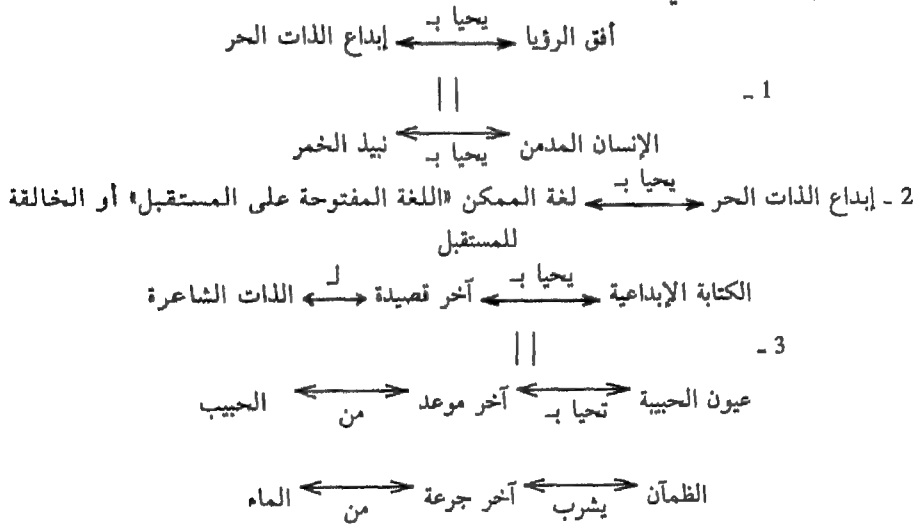 أفق الرؤيا ⟷ يحيا بـ إبداع الذات الحر
1 ـ ||
الإنسان المدمن ⟷ يحيا بـ نبيذ الخمر
2 ـ إبداع الذات الحر ⟷ يحيا بـ لغة الممكن «اللغة المفتوحة على المستقبل» أو الخالقة
للمستقبل
الكتابة الإبداعية ⟷ يحيا بـ آخر قصيدة ⟷ لـ الذات الشاعرة
3 ـ ||
عيون الحبيبة ⟷ تحيا بـ آخر موعد ⟷ من الحبيب
الظمآن ⟷ يشرب آخر جرعة ⟷ من الماء